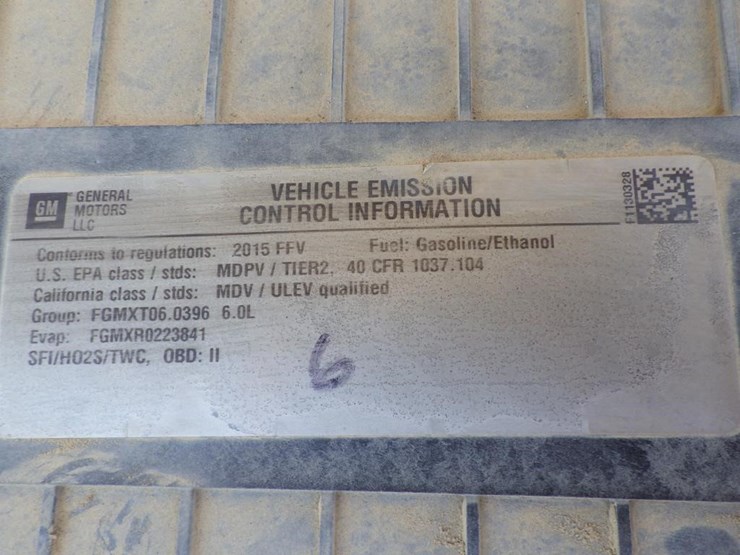 GM
GENERAL
MOTORS
LLC
VEHICLE EMISSION
CONTROL INFORMATION
F1130328
Conforms to regulations: 2015 FFV Fuel: Gasoline/Ethanol
U.S. EPA class / stds: MDPV / TIER2, 40 CFR 1037.104
California class / stds: MDV / ULEV qualified
Group: FGMXT06.0396 6.0L
Evap: FGMXR0223841
SFI/HO2S/TWC, OBD: II
6